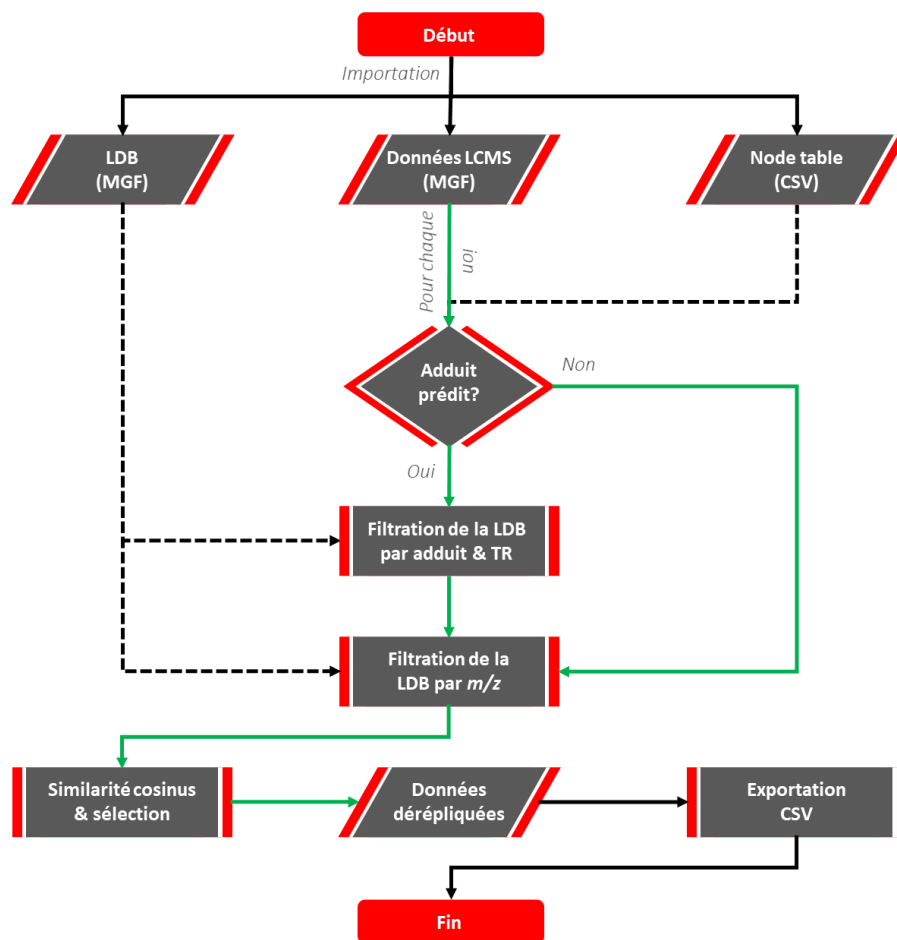 Début
Importation
LDB
(MGF)
Données LCMS
(MGF)
Node table
(CSV)
Pour chaque
ion
Adduit
prédit?
Non
Oui
Filtration de la LDB
par adduit & TR
Filtration de la
LDB par m/z
Similarité cosinus
& sélection
Données
dérépliquées
Exportation
CSV
Fin